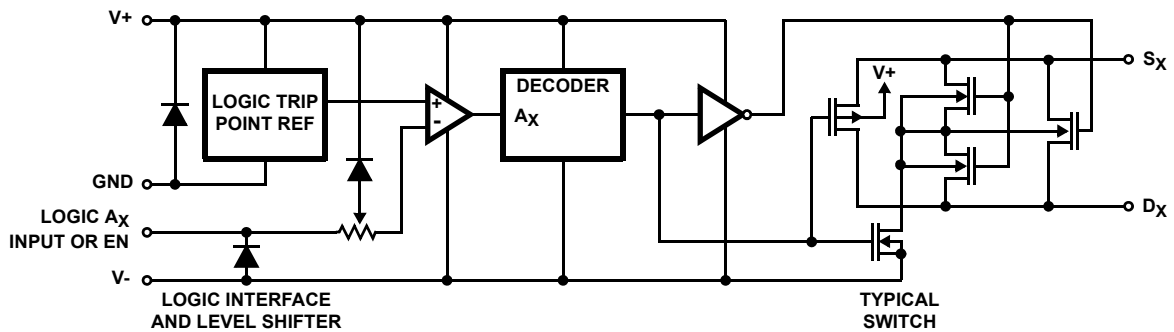 V+
LOGIC TRIP
POINT REF
GND
LOGIC AX
INPUT OR EN
V-
LOGIC INTERFACE
AND LEVEL SHIFTER
+
-
DECODER
AX
V+
SX
DX
TYPICAL
SWITCH